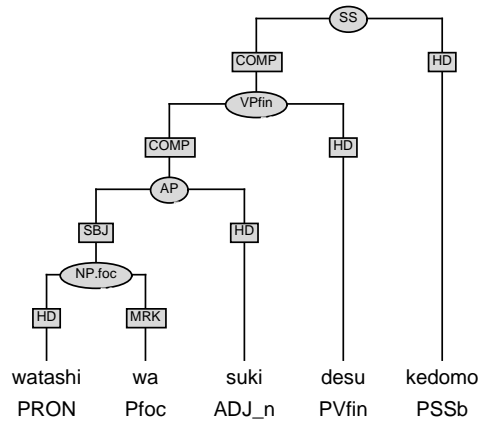 SS
COMP HD
VPfin
COMP HD
AP
SBJ HD
NP.foc
HD MRK
watashi wa suki desu kedomo
PRON Pfoc ADJ_n PVfin PSSb